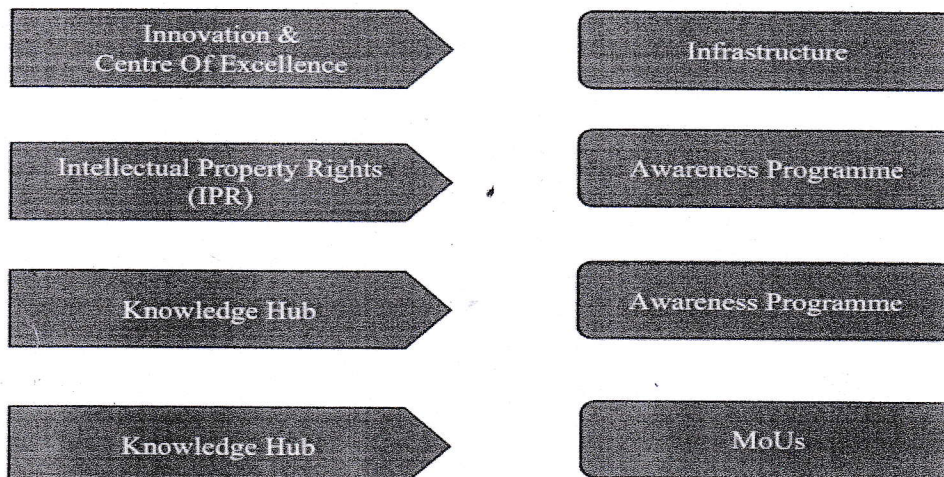 Innovation &
Centre Of Excellence
Infrastructure
Intellectual Property Rights
(IPR)
Awareness Programme
Knowledge Hub
Awareness Programme
Knowledge Hub
MoUs